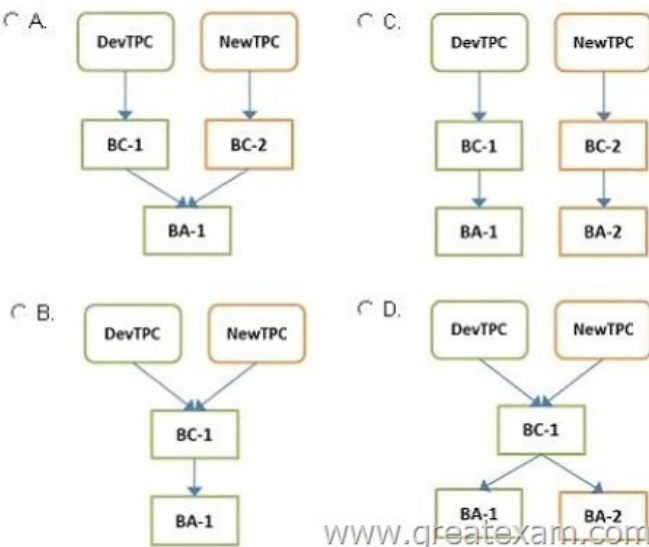 A.
DevTPC
NewTPC
BC-1
BC-2
BA-1
C.
DevTPC
NewTPC
BC-1
BC-2
BA-1
BA-2
B.
DevTPC
NewTPC
BC-1
BA-1
D.
DevTPC
NewTPC
BC-1
BA-1
BA-2
www.greatexam.com